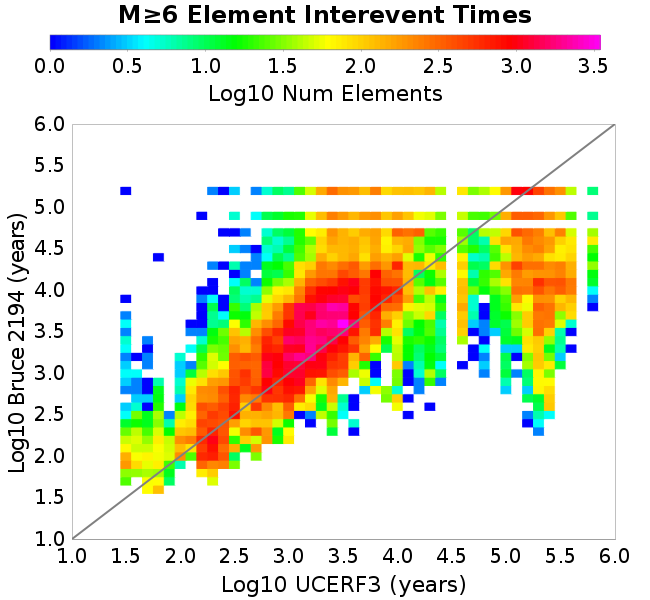 M≥6 Element Interevent Times
0.0 0.5 1.0 1.5 2.0 2.5 3.0 3.5
Log10 Num Elements
Log10 Bruce 2194 (years)
6.0
5.5
5.0
4.5
4.0
3.5
3.0
2.5
2.0
1.5
1.0
1.0 1.5 2.0 2.5 3.0 3.5 4.0 4.5 5.0 5.5 6.0
Log10 UCERF3 (years)